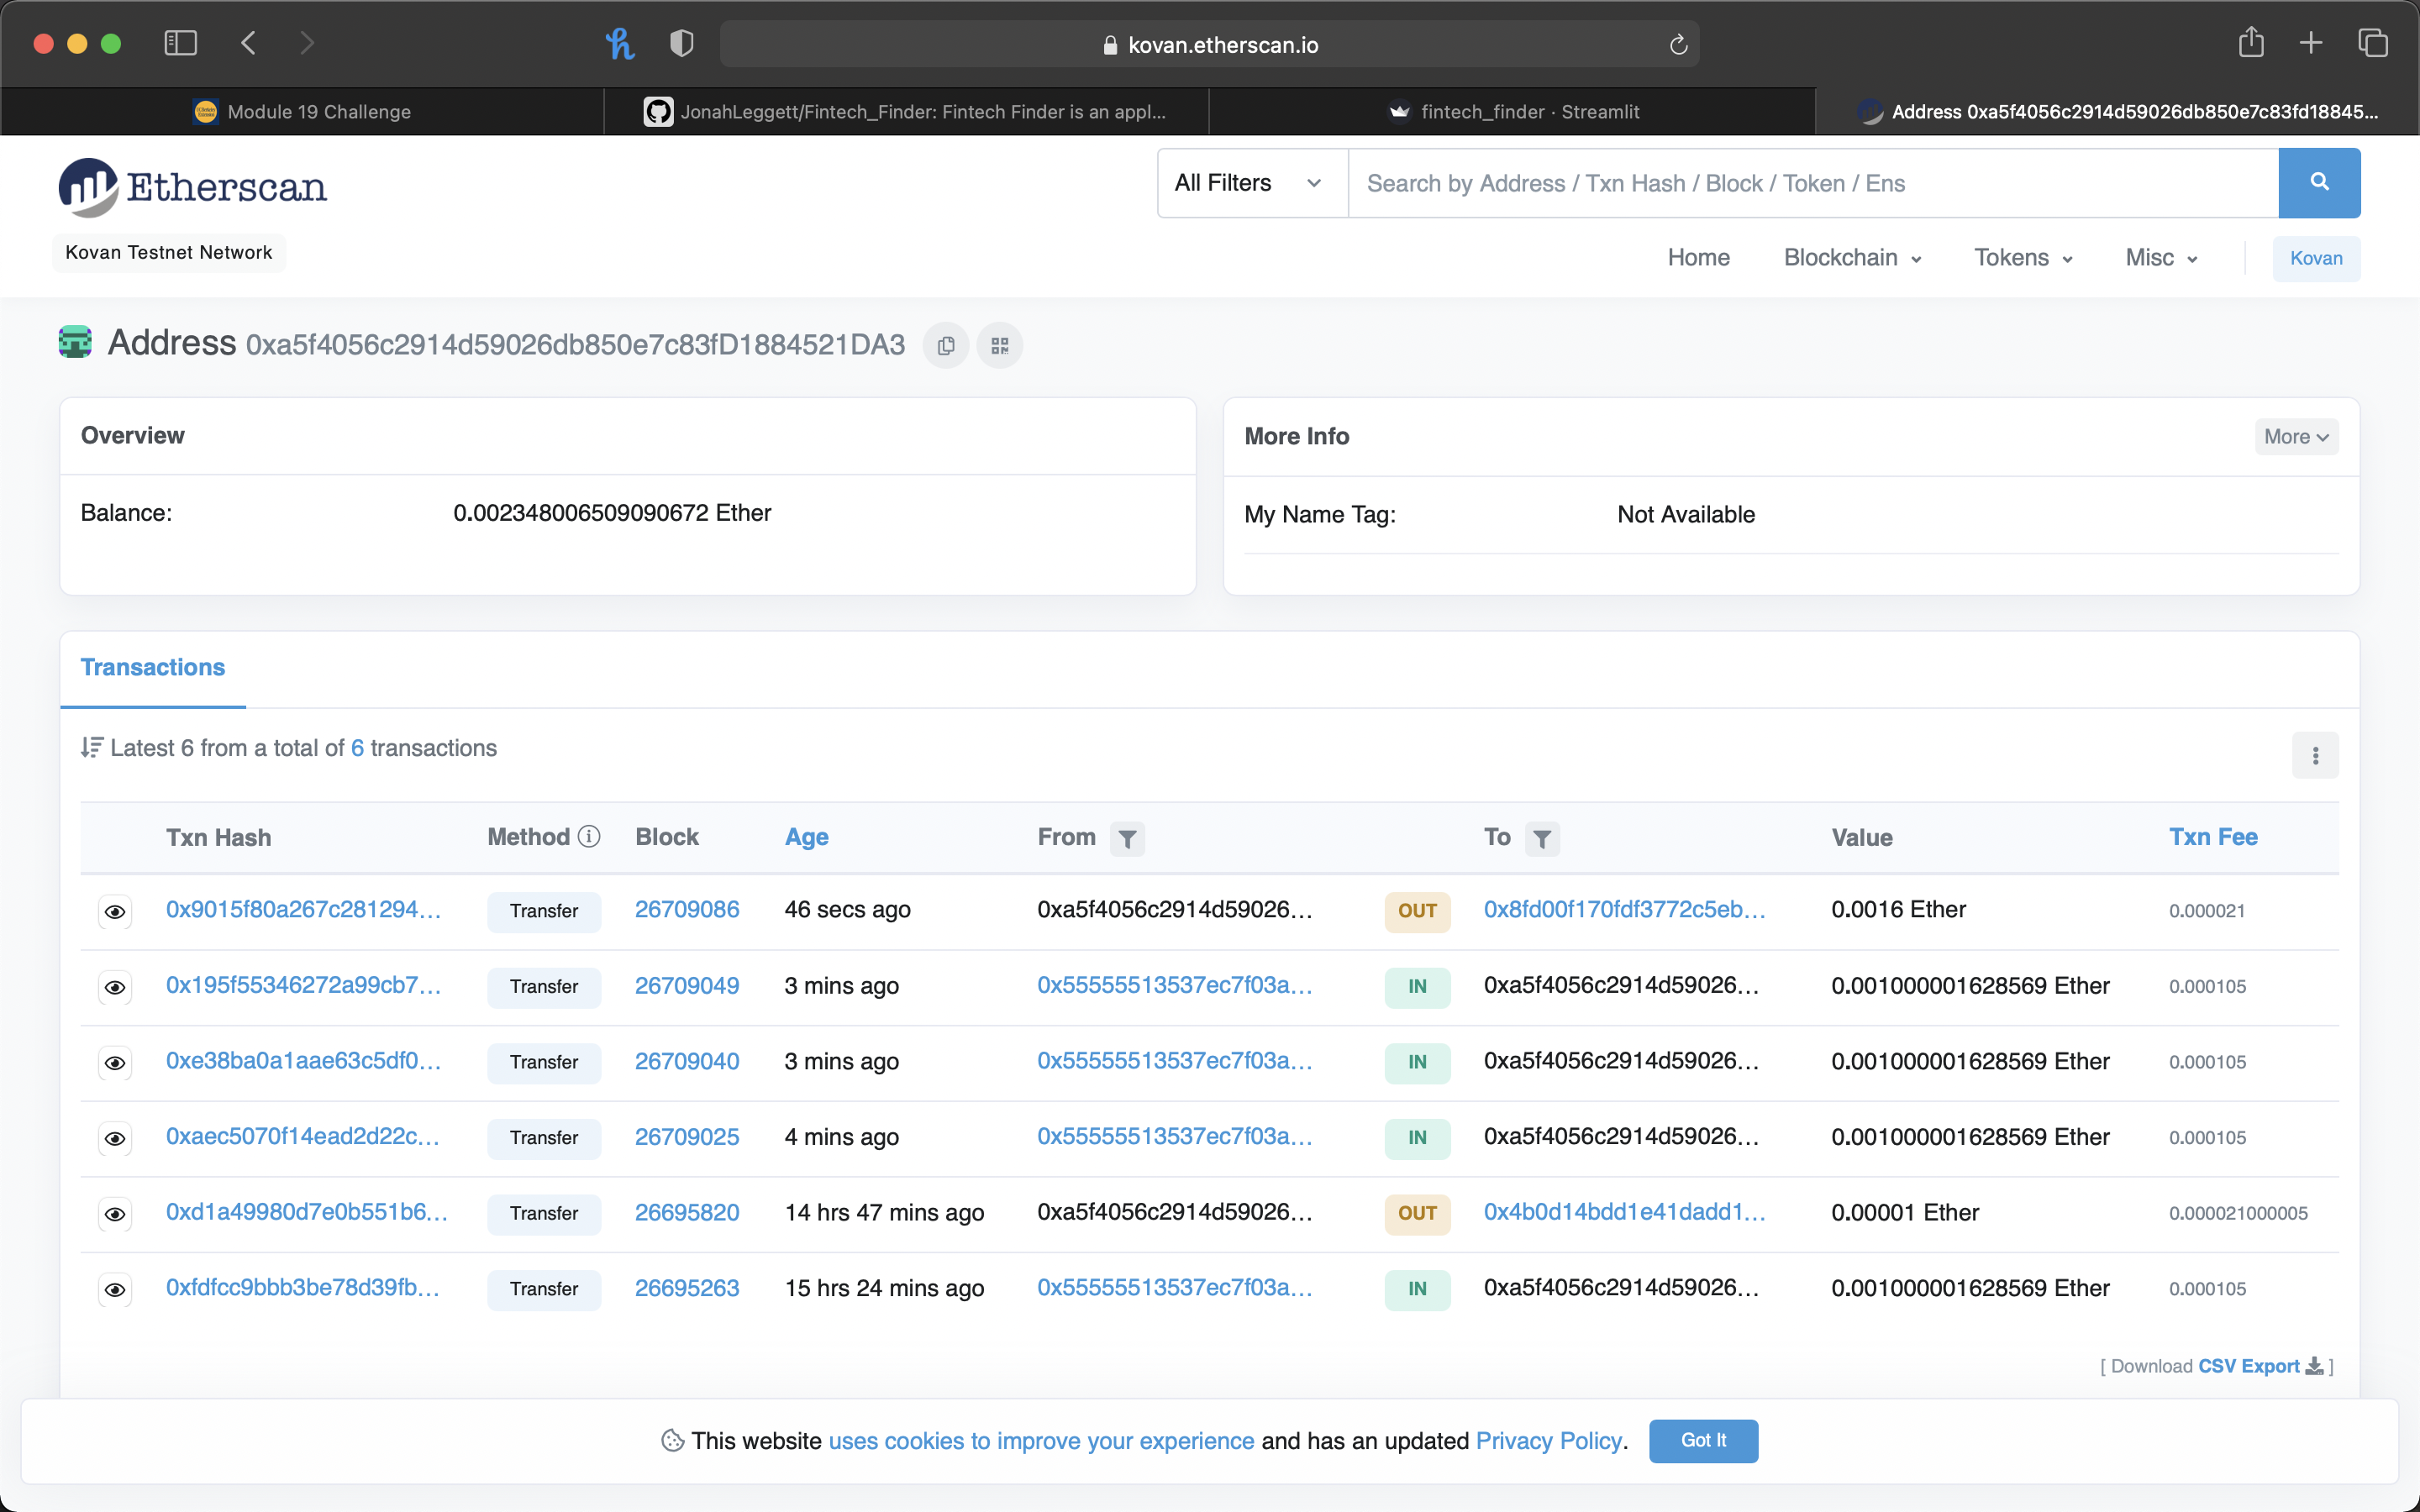 kovan.etherscan.io
Module 19 Challenge
JonahLeggett/Fintech_Finder: Fintech Finder is an appl...
fintech_finder · Streamlit
Address 0xa5f4056c2914d59026db850e7c83fd18845...
Etherscan
All Filters
Search by Address / Txn Hash / Block / Token / Ens
Kovan Testnet Network
Home Blockchain Tokens Misc Kovan
Address 0xa5f4056c2914d59026db850e7c83fD1884521DA3
Overview
Balance: 0.002348006509090672 Ether
More Info More
My Name Tag: Not Available
Transactions
Latest 6 from a total of 6 transactions
Txn Hash Method Block Age From To Value Txn Fee
0x9015f80a267c281294... Transfer 26709086 46 secs ago 0xa5f4056c2914d59026... OUT 0x8fd00f170fdf3772c5eb... 0.0016 Ether 0.000021
0x195f55346272a99cb7... Transfer 26709049 3 mins ago 0x55555513537ec7f03a... IN 0xa5f4056c2914d59026... 0.001000001628569 Ether 0.000105
0xe38ba0a1aae63c5df0... Transfer 26709040 3 mins ago 0x55555513537ec7f03a... IN 0xa5f4056c2914d59026... 0.001000001628569 Ether 0.000105
0xaec5070f14ead2d22c... Transfer 26709025 4 mins ago 0x55555513537ec7f03a... IN 0xa5f4056c2914d59026... 0.001000001628569 Ether 0.000105
0xd1a49980d7e0b551b6... Transfer 26695820 14 hrs 47 mins ago 0xa5f4056c2914d59026... OUT 0x4b0d14bdd1e41dadd1... 0.00001 Ether 0.000021000005
0xfdfcc9bbb3be78d39fb... Transfer 26695263 15 hrs 24 mins ago 0x55555513537ec7f03a... IN 0xa5f4056c2914d59026... 0.001000001628569 Ether 0.000105
[ Download CSV Export ]
This website uses cookies to improve your experience and has an updated Privacy Policy. Got It